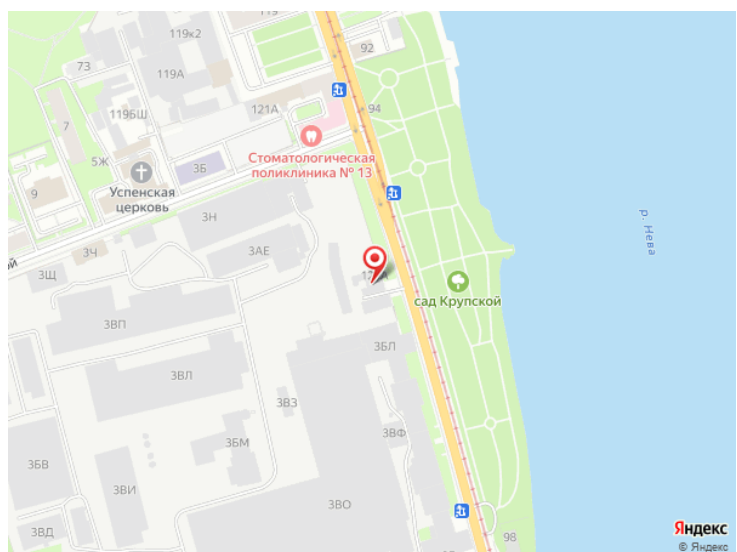 119
119к2
92
119А
73
94
121А
119БШ
7
5Ж
3Б
Стоматологическая
поликлиника № 13
Успенская
церковь
9
3Н
р. Нева
3Ч
3АЕ
ой
3Щ
сад Крупской
3ВП
3БЛ
3ВЛ
3ВЗ
3ВФ
3БМ
3БВ
3ВИ
3ВО
3ВД
98
Яндекс
© Яндекс